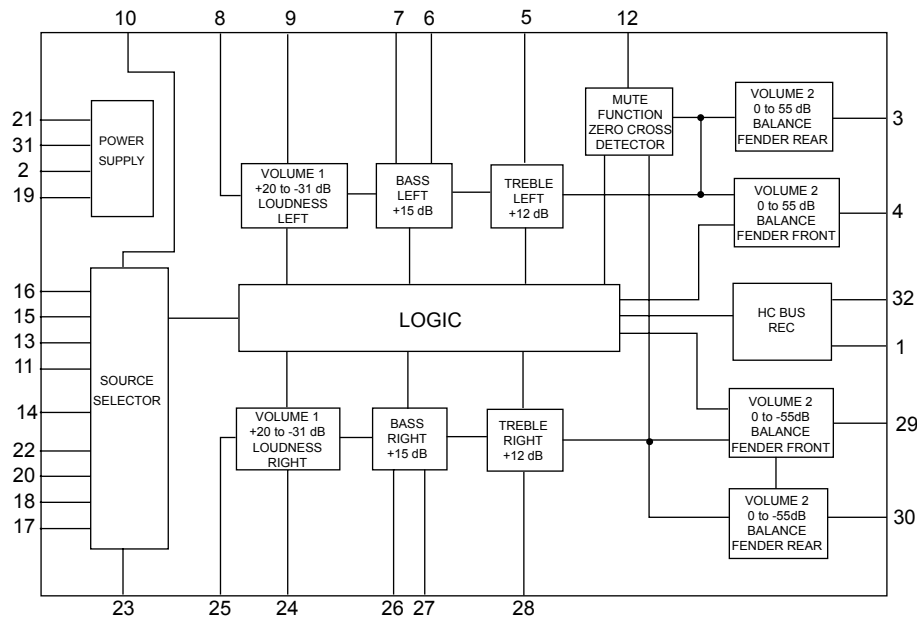 10
8
9
7
6
5
12
21
31
2
19
POWER
SUPPLY
VOLUME 1
+20 to -31 dB
LOUDNESS
LEFT
BASS
LEFT
+15 dB
TREBLE
LEFT
+12 dB
MUTE
FUNCTION
ZERO CROSS
DETECTOR
VOLUME 2
0 to 55 dB
BALANCE
FENDER REAR
3
VOLUME 2
0 to 55 dB
BALANCE
FENDER FRONT
4
16
15
13
11
14
22
20
18
17
SOURCE
SELECTOR
LOGIC
HC BUS
REC
32
1
VOLUME 1
+20 to -31 dB
LOUDNESS
RIGHT
BASS
RIGHT
+15 dB
TREBLE
RIGHT
+12 dB
VOLUME 2
0 to -55dB
BALANCE
FENDER FRONT
29
VOLUME 2
0 to -55dB
BALANCE
FENDER REAR
30
23
25
24
26
27
28